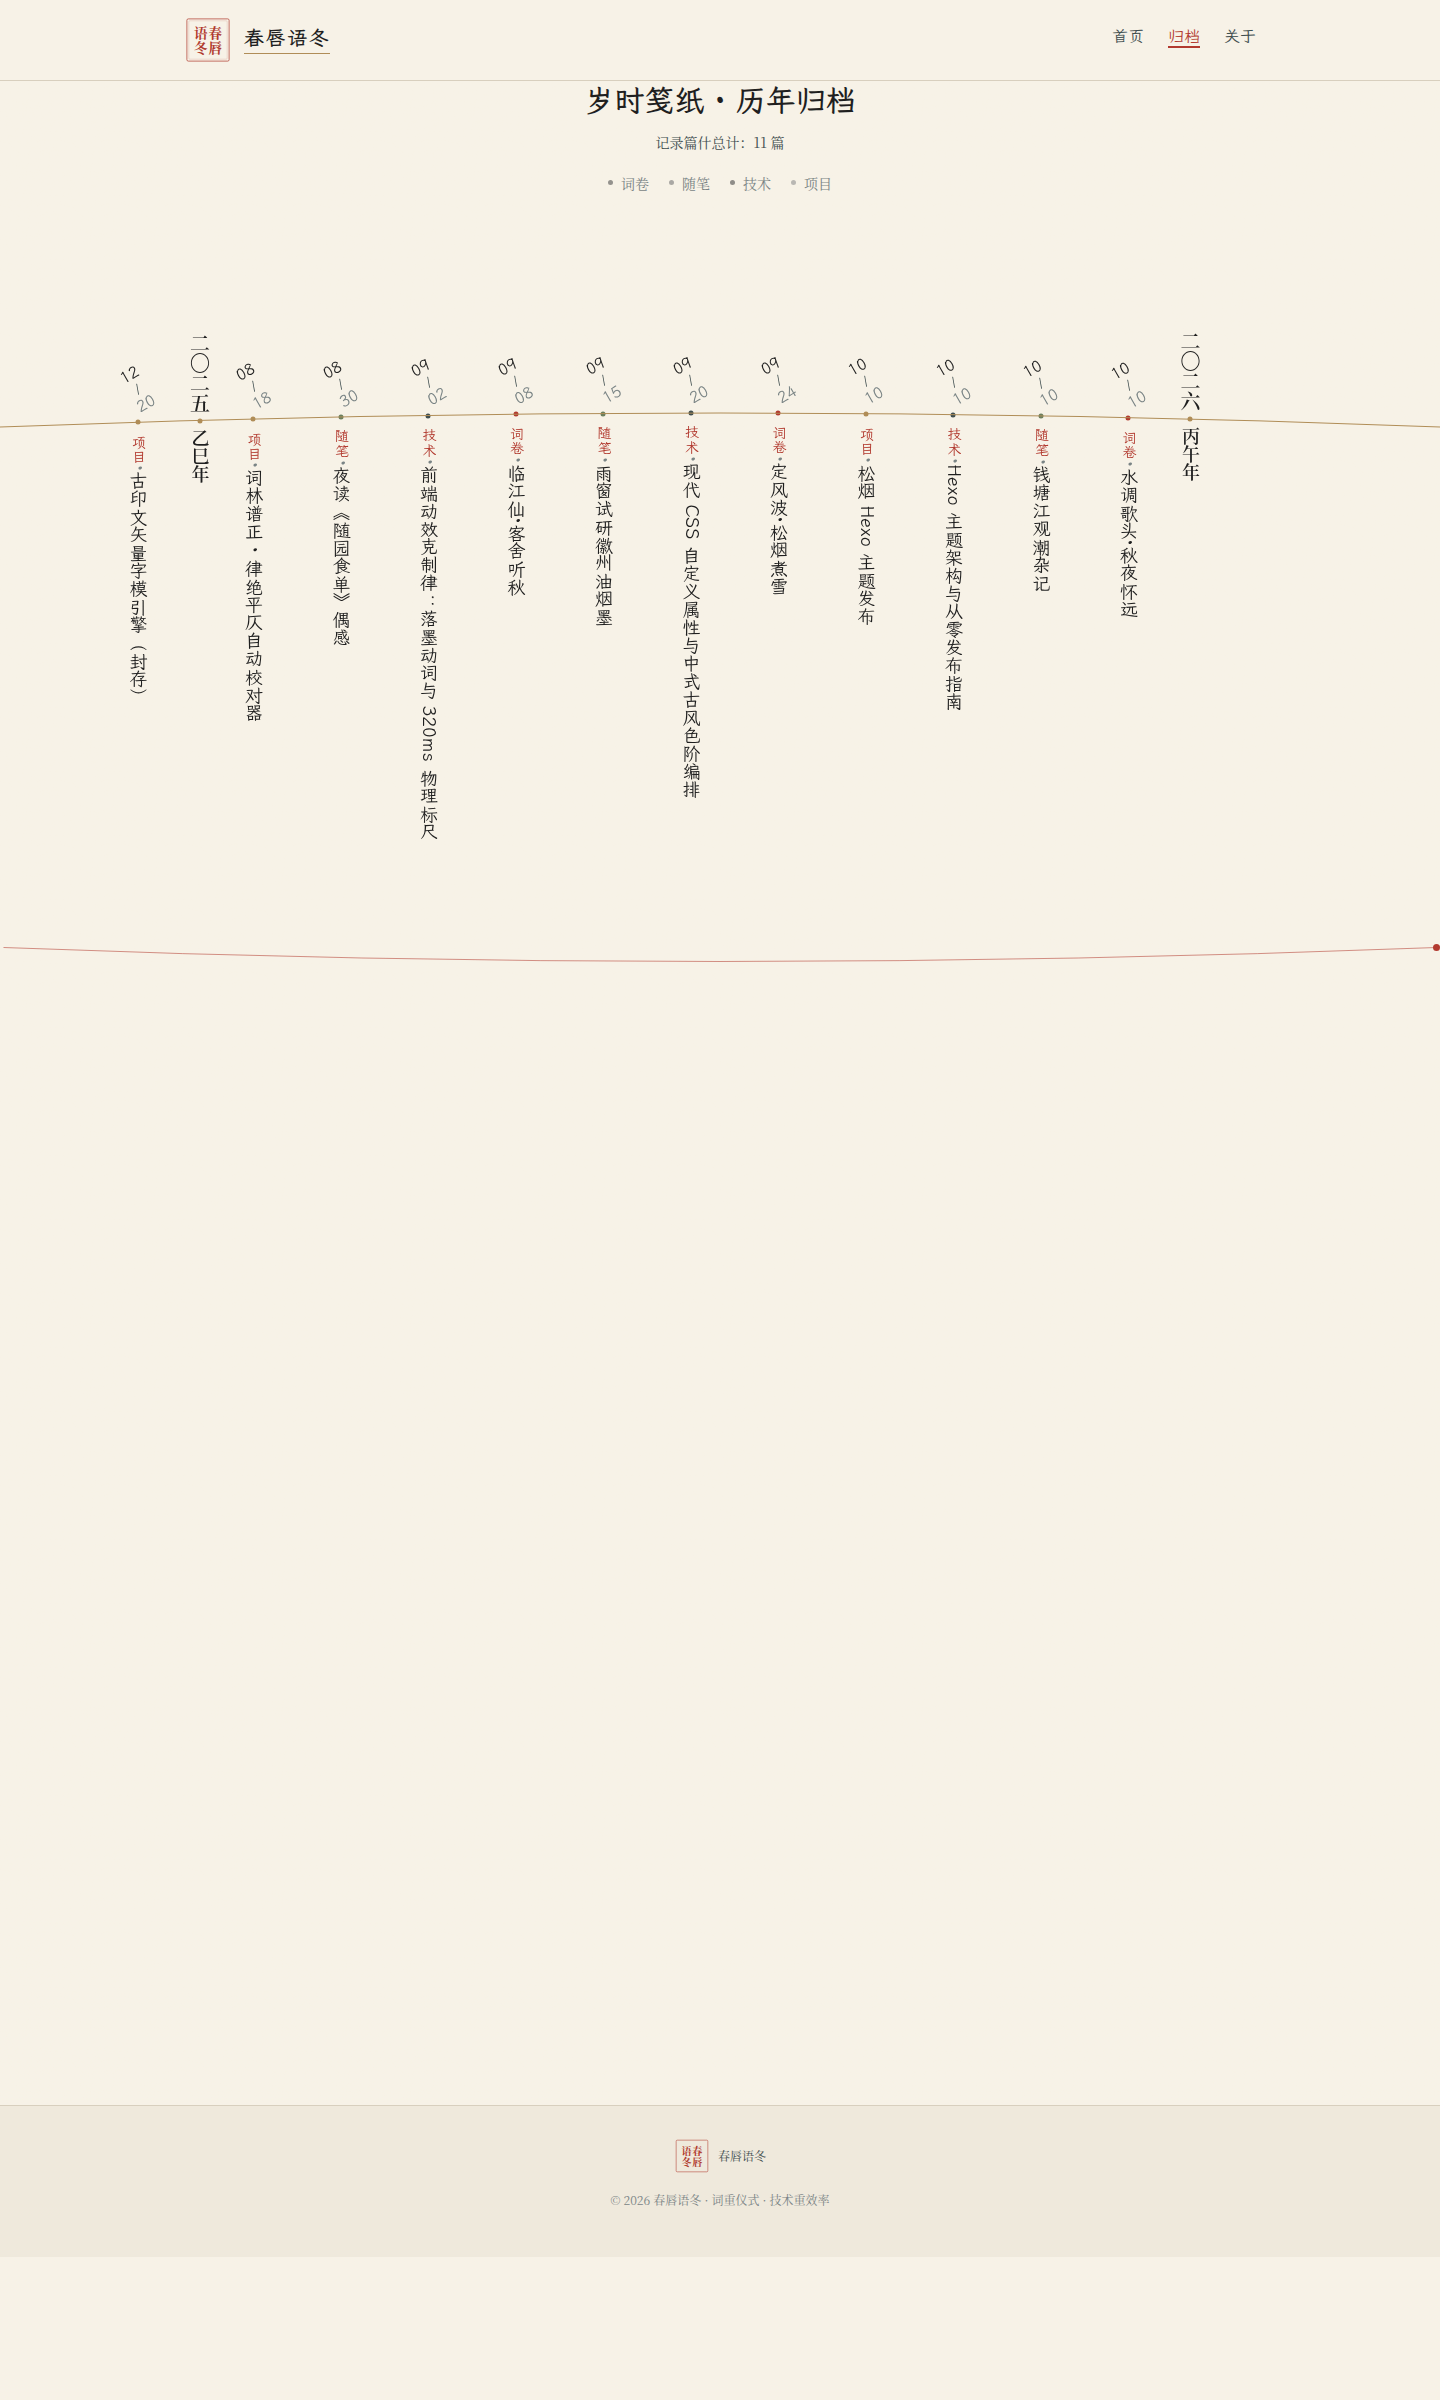 春唇
语冬
春唇语冬
首页
归档
关于
岁时笺纸·历年归档
记录篇什总计：11 篇
词卷
随笔
技术
项目
二〇二六
丙午年
10—10
词卷·水调歌头·秋夜怀远
10—10
随笔·钱塘江观潮杂记
10—10
技术·Hexo 主题架构与从零发布指南
10—10
项目·松烟 Hexo 主题发布
09—24
词卷·定风波·松烟煮雪
09—20
技术·现代 CSS 自定义属性与中式古风色阶编排
09—15
随笔·雨窗试研徽州油烟墨
09—08
词卷·临江仙·客舍听秋
09—02
技术·前端动效克制律：落墨动词与 320ms 物理标尺
08—30
随笔·夜读《随园食单》偶感
08—18
项目·词林谱正·律绝平仄自动校对器
二〇二五
乙巳年
12—20
项目·古印文矢量字模引擎（封存）
春唇
语冬
春唇语冬
© 2026 春唇语冬 · 词重仪式 · 技术重效率